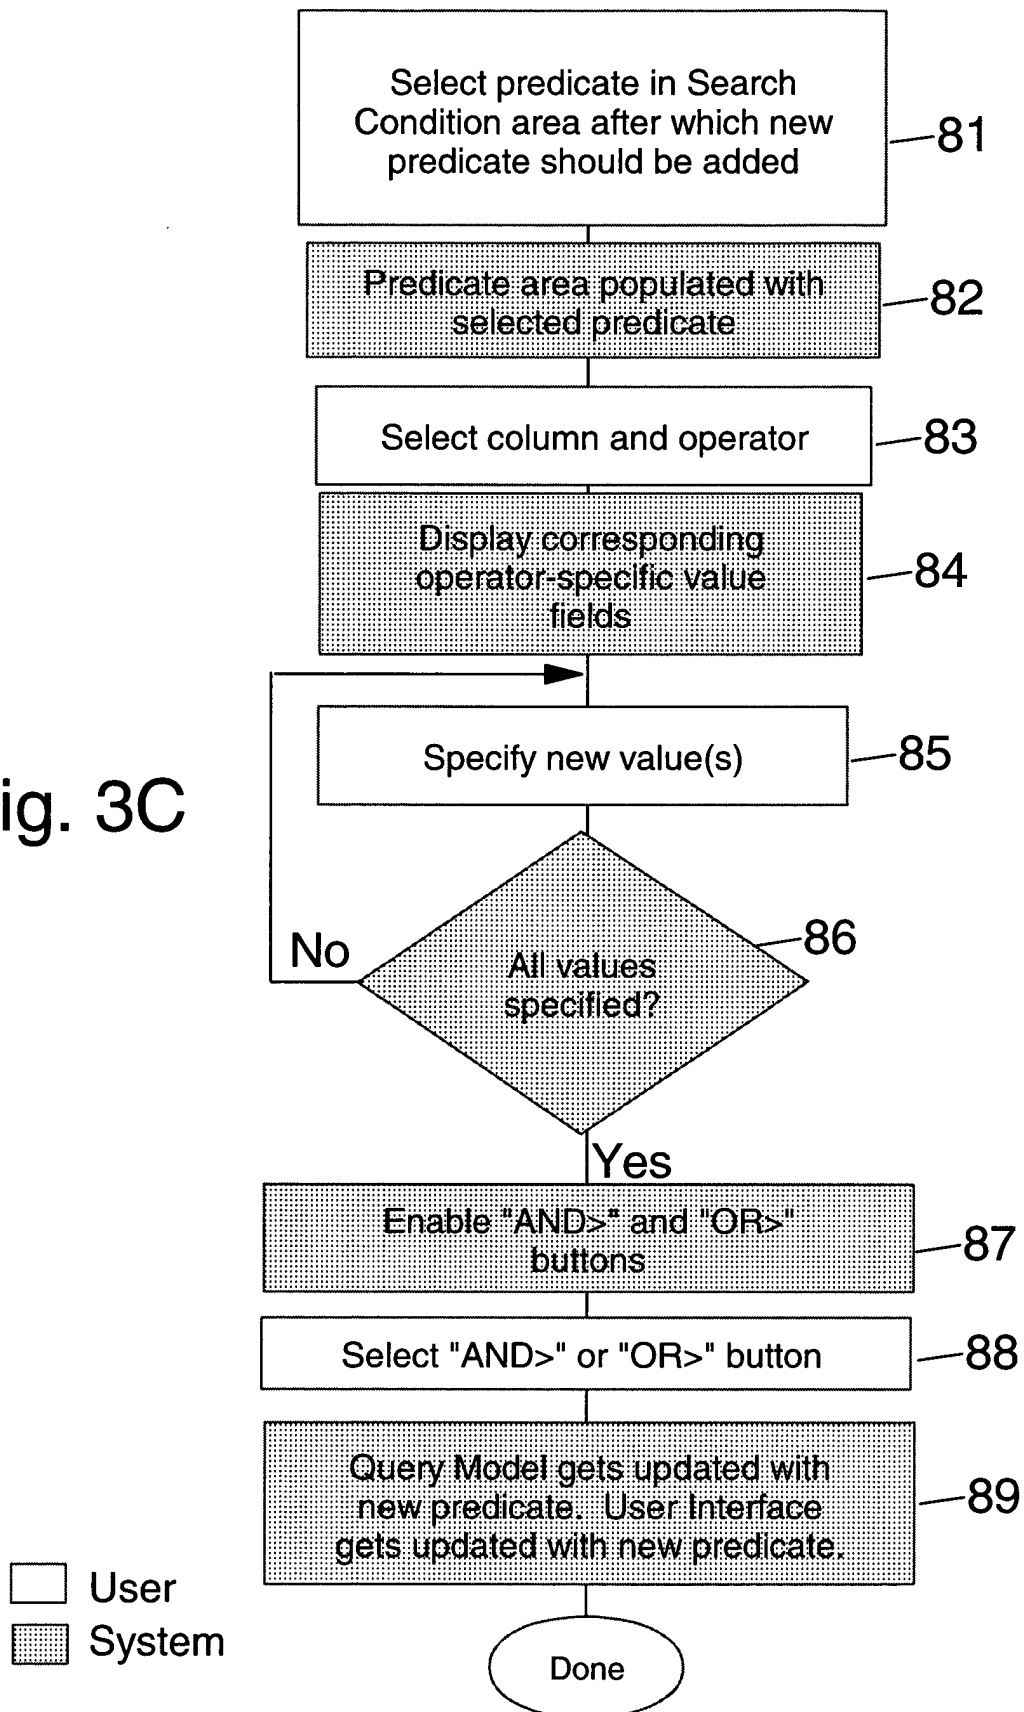 Select predicate in Search
Condition area after which new
predicate should be added
81
Predicate area populated with
selected predicate
82
Select column and operator
83
Display corresponding
operator-specific value
fields
84
Specify new value(s)
85
ig. 3C
No
All values
specified?
86
Yes
Enable "AND>" and "OR>"
buttons
87
Select "AND>" or "OR>" button
88
Query Model gets updated with
new predicate. User Interface
gets updated with new predicate.
89
User
System
Done